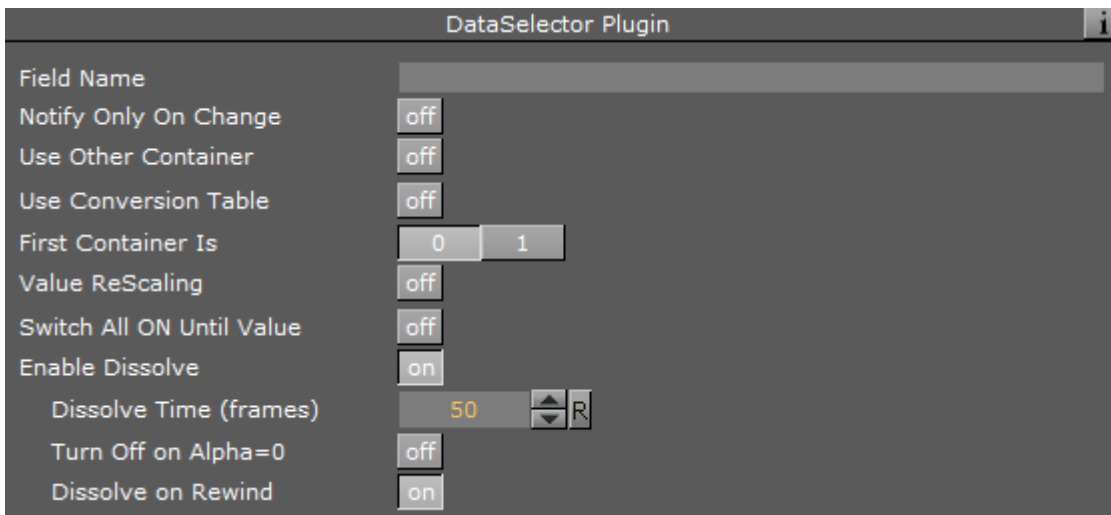 DataSelector Plugin i
Field Name
Notify Only On Change off
Use Other Container off
Use Conversion Table off
First Container Is 0 1
Value ReScaling off
Switch All ON Until Value off
Enable Dissolve on
Dissolve Time (frames) 50 R
Turn Off on Alpha=0 off
Dissolve on Rewind on